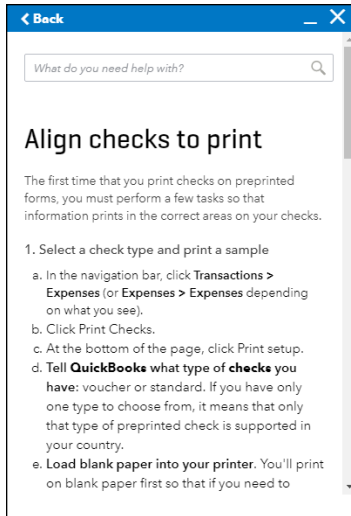 Back
What do you need help with?
Align checks to print
The first time that you print checks on preprinted
forms, you must perform a few tasks so that
information prints in the correct areas on your checks.
1. Select a check type and print a sample
a. In the navigation bar, click Transactions >
Expenses (or Expenses > Expenses depending
on what you see).
b. Click Print Checks.
c. At the bottom of the page, click Print setup.
d. Tell QuickBooks what type of checks you
have: voucher or standard. If you have only
one type to choose from, it means that only
that type of preprinted check is supported in
your country.
e. Load blank paper into your printer. You'll print
on blank paper first so that if you need to